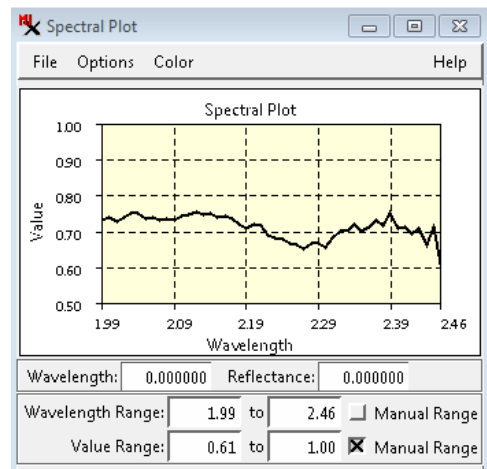 Spectral Plot
File Options Color Help
Spectral Plot
1.00
0.90
0.80
0.70
0.60
0.50
Value
1.99 2.09 2.19 2.29 2.39 2.46
Wavelength
Wavelength: 0.000000 Reflectance: 0.000000
Wavelength Range: 1.99 to 2.46 Manual Range
Value Range: 0.61 to 1.00 Manual Range